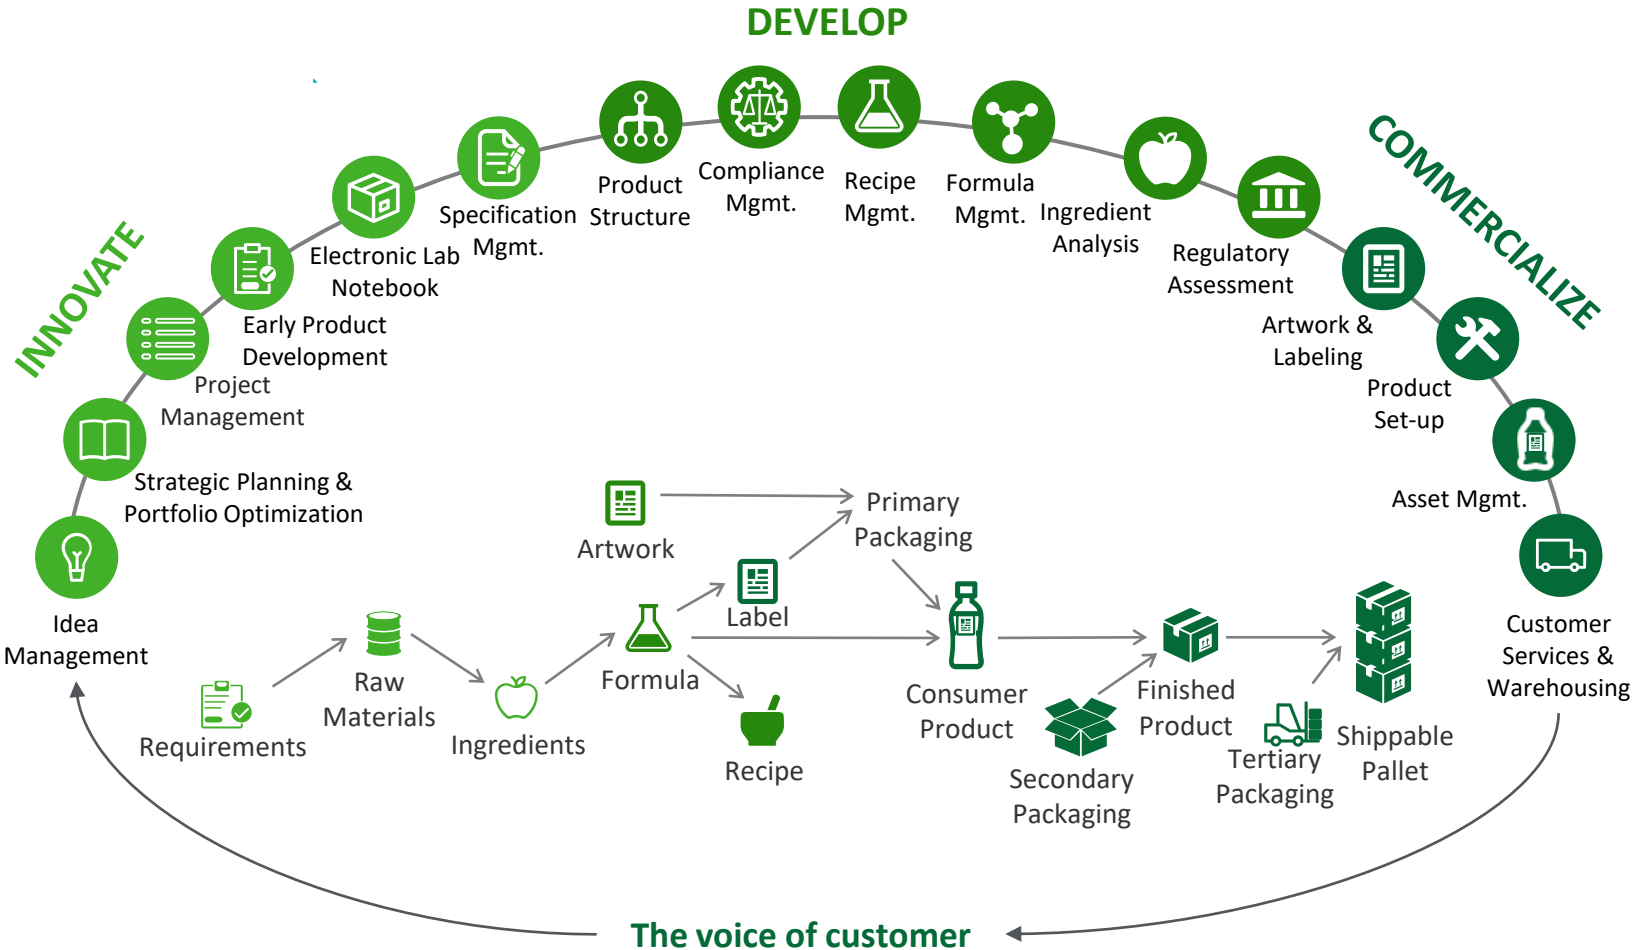 DEVELOP
INNOVATE
COMMERCIALIZE
Idea
Management
Strategic Planning &
Portfolio Optimization
Project
Management
Early Product
Development
Electronic Lab
Notebook
Specification
Mgmt.
Product
Structure
Compliance
Mgmt.
Recipe
Mgmt.
Formula
Mgmt.
Ingredient
Analysis
Regulatory
Assessment
Artwork &
Labeling
Product
Set-up
Asset Mgmt.
Customer
Services &
Warehousing
Requirements
Raw
Materials
Ingredients
Formula
Artwork
Label
Recipe
Primary
Packaging
Consumer
Product
Secondary
Packaging
Finished
Product
Tertiary
Packaging
Shippable
Pallet
The voice of customer